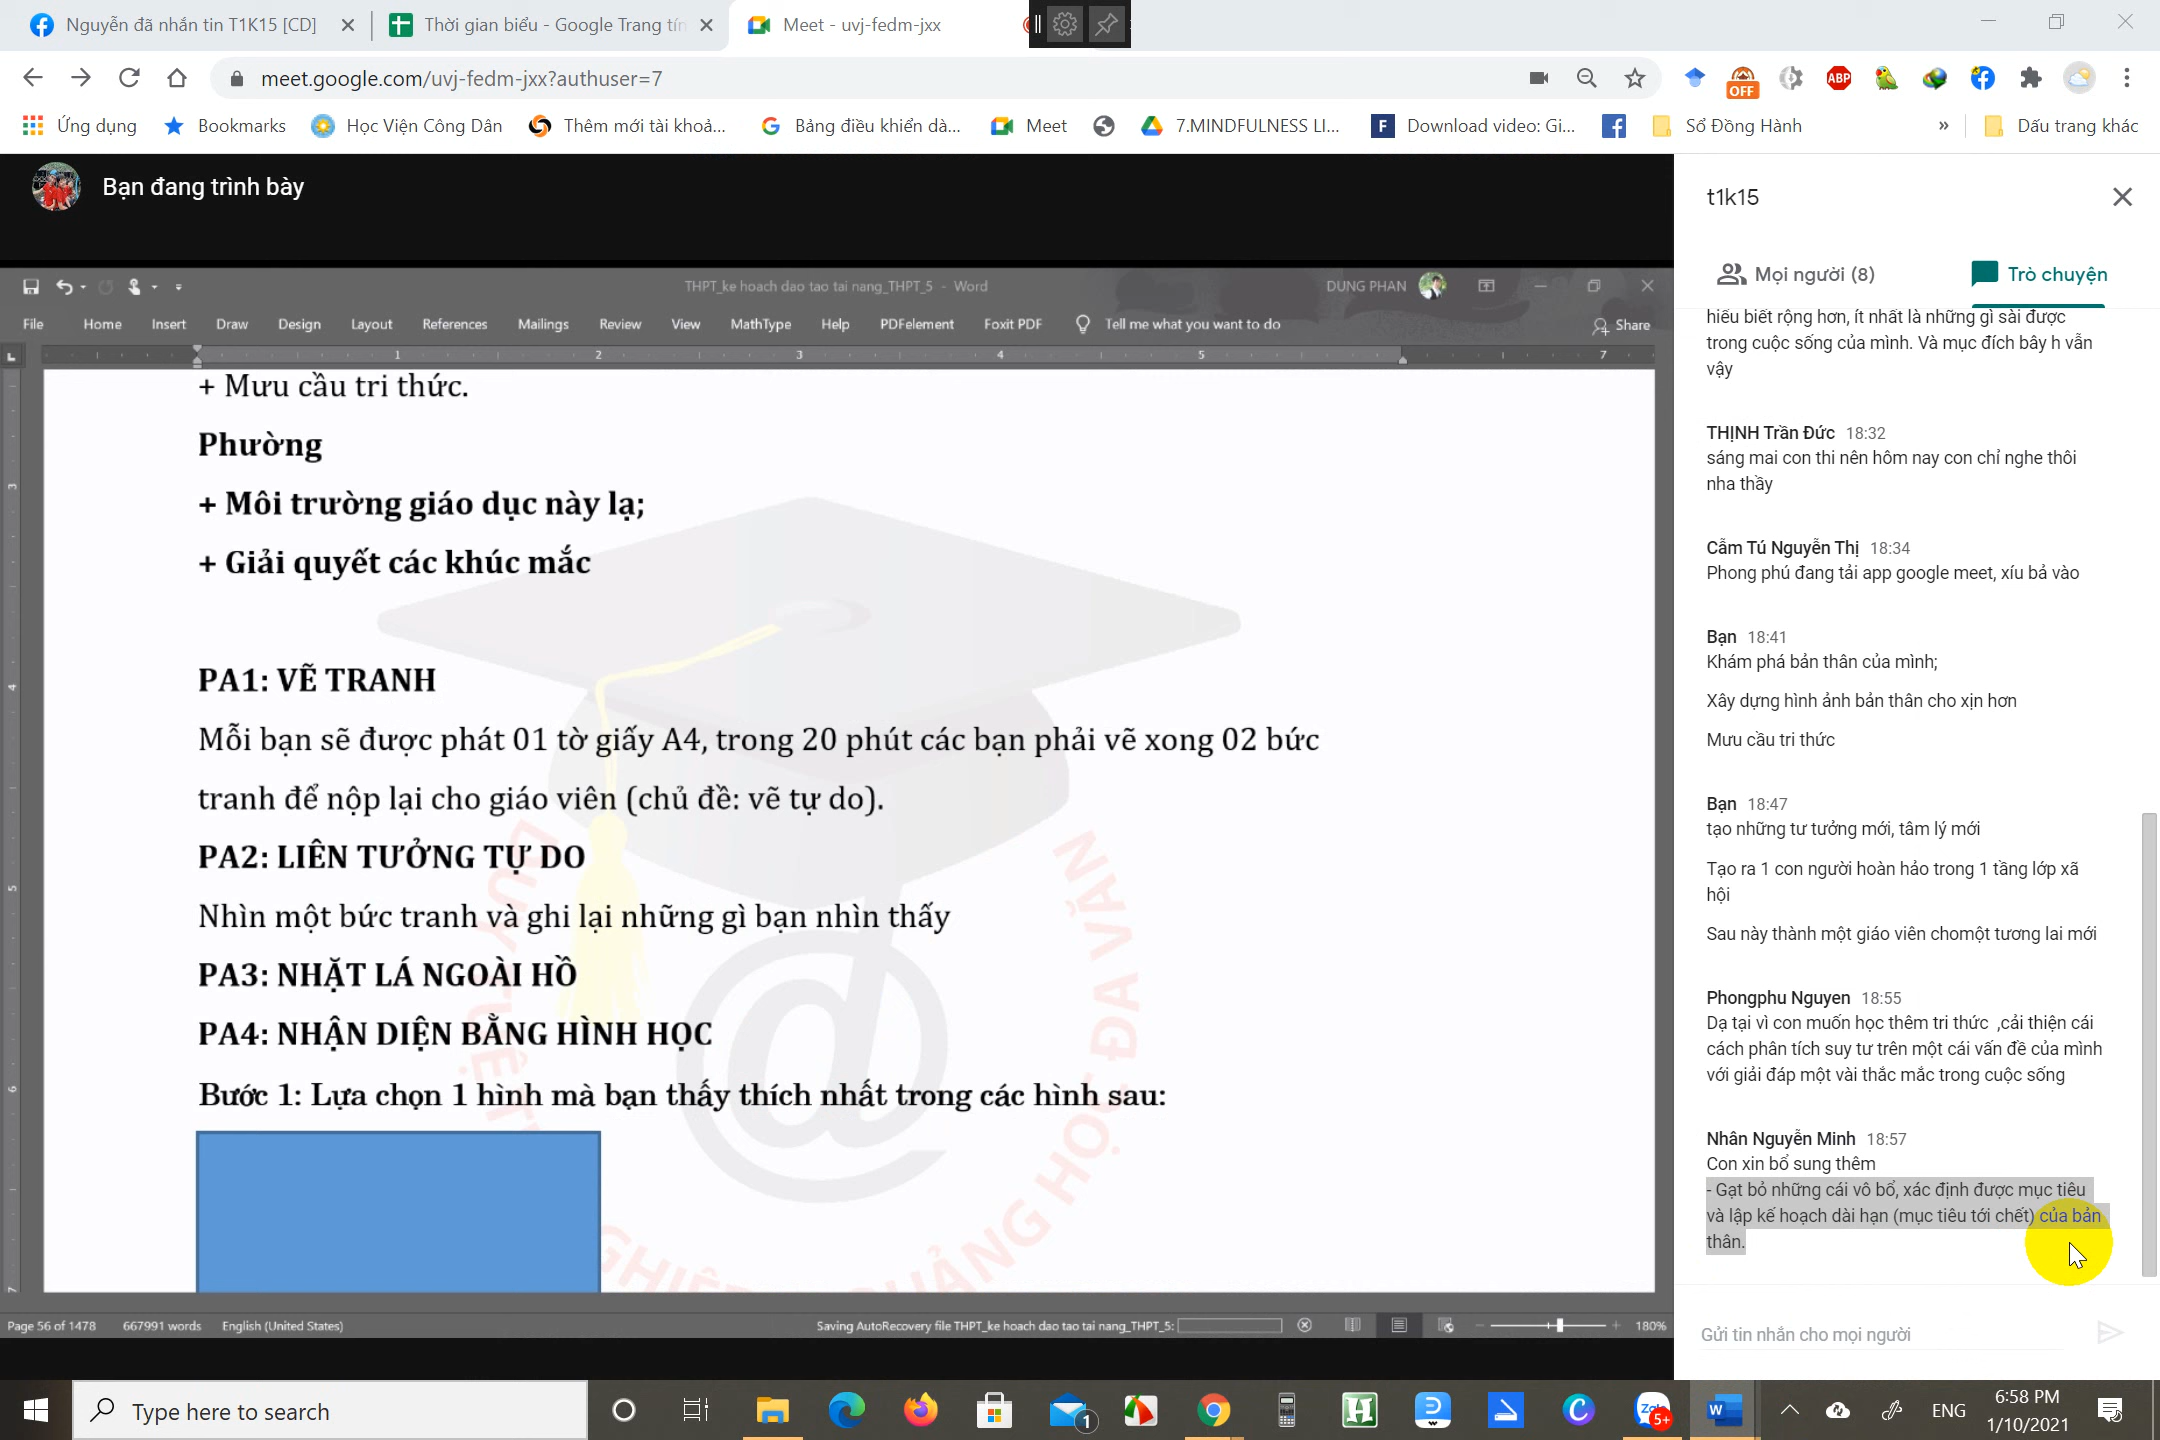 Nguyễn đã nhắn tin T1K15 [CD]
Thời gian biểu - Google Trang tín
Meet - uvj-fedm-jxx
meet.google.com/uvj-fedm-jxx?authuser=7
OFF
ABP
Ứng dụng
Bookmarks
Học Viện Công Dân
Thêm mới tài khoả...
Bảng điều khiển dà...
Meet
7.MINDFULNESS LI...
Download video: Gi...
Sổ Đồng Hành
»
Dấu trang khác
Bạn đang trình bày
THPT_ke hoach dao tao tai nang_THPT_5 - Word
DUNG PHAN
File Home Insert Draw Design Layout References Mailings Review View MathType Help PDFelement Foxit PDF Tell me what you want to do Share
1 2 3 4 5 7
+ Mưu cầu tri thức.
Phường
+ Môi trường giáo dục này lạ;
+ Giải quyết các khúc mắc
PA1: VẼ TRANH
Mỗi bạn sẽ được phát 01 tờ giấy A4, trong 20 phút các bạn phải vẽ xong 02 bức
tranh để nộp lại cho giáo viên (chủ đề: vẽ tự do).
PA2: LIÊN TƯỞNG TỰ DO
Nhìn một bức tranh và ghi lại những gì bạn nhìn thấy
PA3: NHẶT LÁ NGOÀI HỒ
PA4: NHẬN DIỆN BẰNG HÌNH HỌC
Bước 1: Lựa chọn 1 hình mà bạn thấy thích nhất trong các hình sau:
Page 56 of 1478
667991 words
English (United States)
Saving AutoRecovery file THPT_ke hoach dao tao tai nang_THPT_5:
180%
t1k15
Mọi người (8)
Trò chuyện
hiểu biết rộng hơn, ít nhất là những gì sài được
trong cuộc sống của mình. Và mục đích bây h vẫn
vậy
THỊNH Trần Đức 18:32
sáng mai con thi nên hôm nay con chỉ nghe thôi
nha thầy
Cẩm Tú Nguyễn Thị 18:34
Phong phú đang tải app google meet, xíu bả vào
Bạn 18:41
Khám phá bản thân của mình;
Xây dựng hình ảnh bản thân cho xịn hơn
Mưu cầu tri thức
Bạn 18:47
tạo những tư tưởng mới, tâm lý mới
Tạo ra 1 con người hoàn hảo trong 1 tầng lớp xã
hội
Sau này thành một giáo viên chomột tương lai mới
Phongphu Nguyen 18:55
Dạ tại vì con muốn học thêm tri thức ,cải thiện cái
cách phân tích suy tư trên một cái vấn đề của mình
với giải đáp một vài thắc mắc trong cuộc sống
Nhân Nguyễn Minh 18:57
Con xin bổ sung thêm
- Gạt bỏ những cái vô bổ, xác định được mục tiêu
và lập kế hoạch dài hạn (mục tiêu tới chết) của bản
thân.
Gửi tin nhắn cho mọi người
Type here to search
1
Zalo
5+
ENG
6:58 PM
1/10/2021